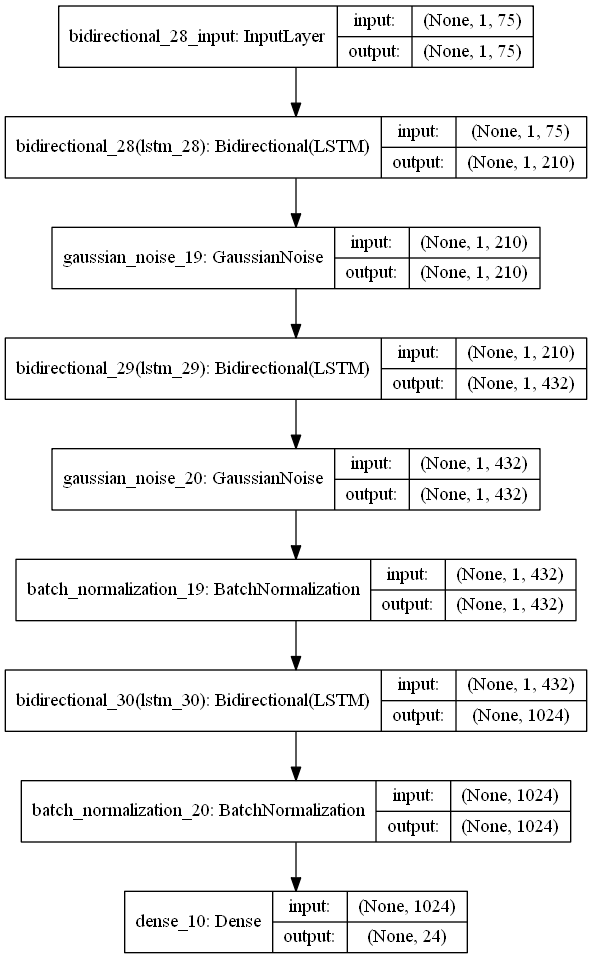 bidirectional_28_input: InputLayer
input: (None, 1, 75)
output: (None, 1, 75)
bidirectional_28(lstm_28): Bidirectional(LSTM)
input: (None, 1, 75)
output: (None, 1, 210)
gaussian_noise_19: GaussianNoise
input: (None, 1, 210)
output: (None, 1, 210)
bidirectional_29(lstm_29): Bidirectional(LSTM)
input: (None, 1, 210)
output: (None, 1, 432)
gaussian_noise_20: GaussianNoise
input: (None, 1, 432)
output: (None, 1, 432)
batch_normalization_19: BatchNormalization
input: (None, 1, 432)
output: (None, 1, 432)
bidirectional_30(lstm_30): Bidirectional(LSTM)
input: (None, 1, 432)
output: (None, 1024)
batch_normalization_20: BatchNormalization
input: (None, 1024)
output: (None, 1024)
dense_10: Dense
input: (None, 1024)
output: (None, 24)